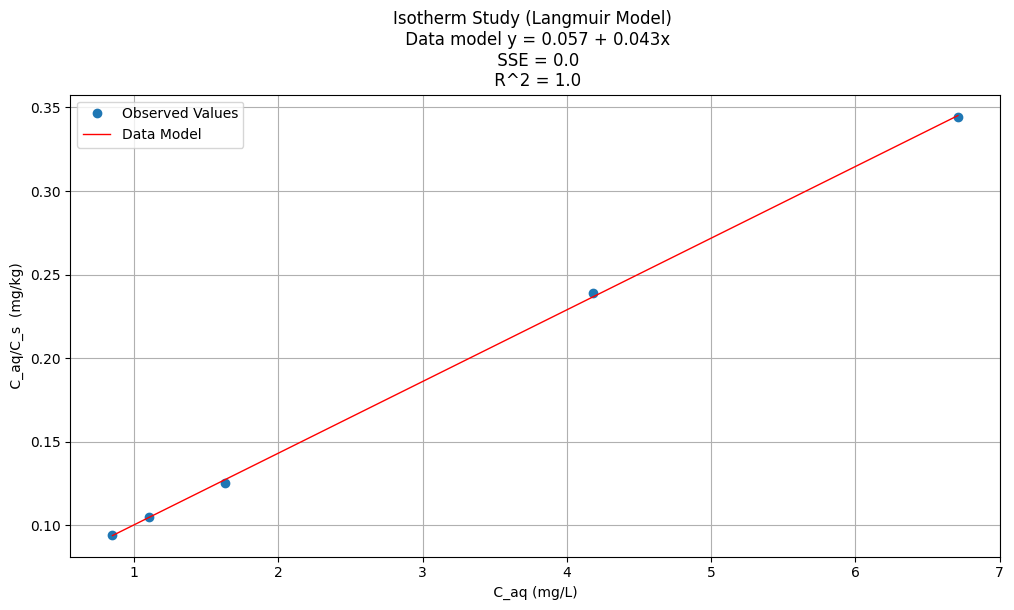 Isotherm Study (Langmuir Model)
Data model y = 0.057 + 0.043x
SSE = 0.0
R^2 = 1.0
Observed Values
Data Model
0.35
0.30
0.25
0.20
0.15
0.10
C_aq/C_s (mg/kg)
1 2 3 4 5 6 7
C_aq (mg/L)